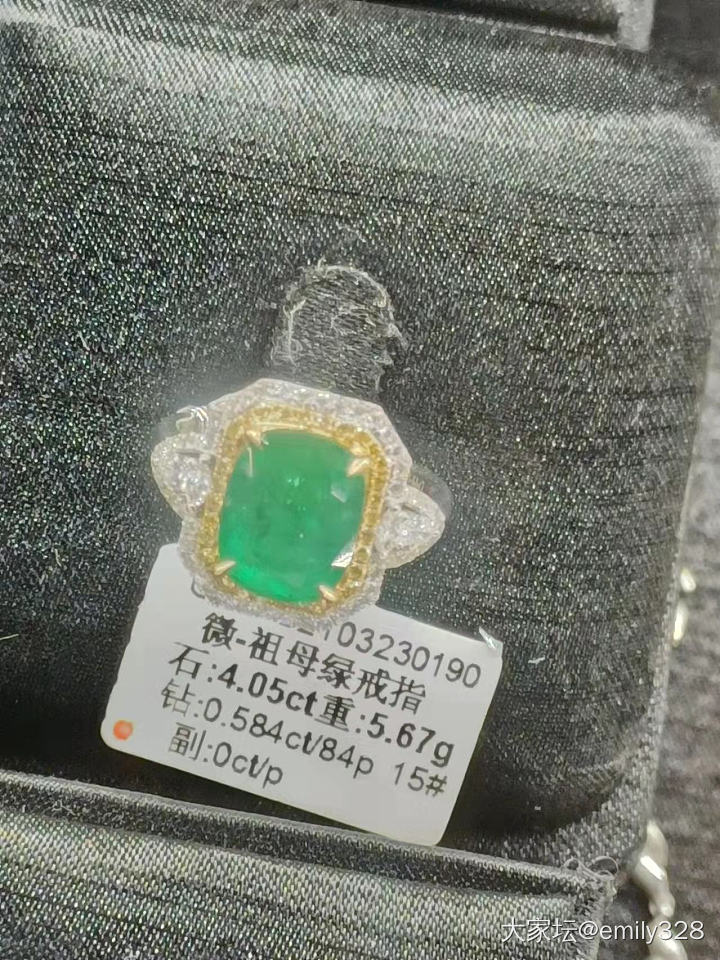 103230190
微-祖母绿戒指
石:4.05ct重:5.67g
钻:0.584ct/84p 15#
副:0ct/p
大家坛@emily328